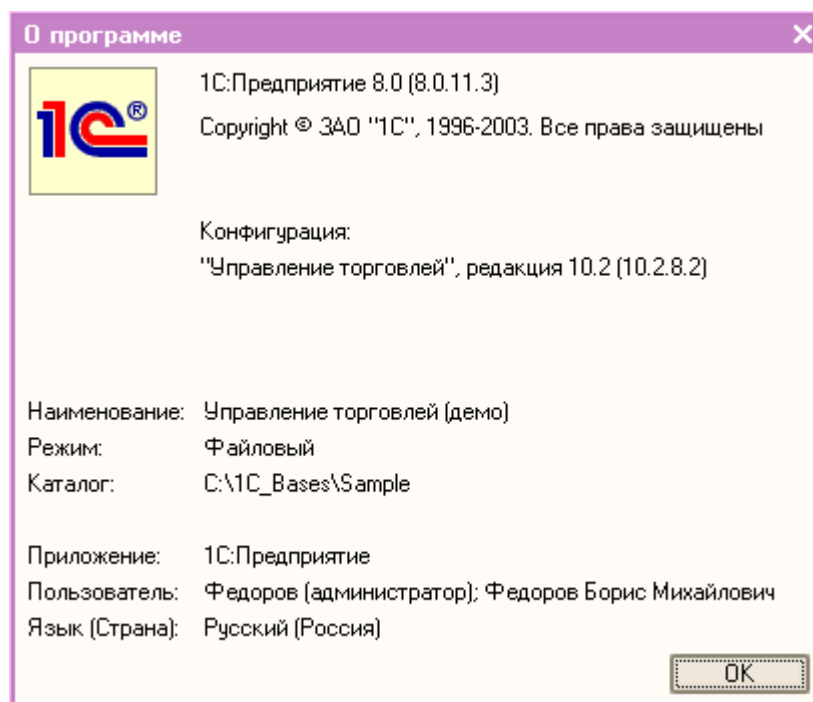 О программе
1С®
1С:Предприятие 8.0 (8.0.11.3)
Copyright © ЗАО "1С", 1996-2003. Все права защищены
Конфигурация:
"Управление торговлей", редакция 10.2 (10.2.8.2)
Наименование: Управление торговлей (демо)
Режим: Файловый
Каталог: C:\1C_Bases\Sample
Приложение: 1С:Предприятие
Пользователь: Федоров (администратор); Федоров Борис Михайлович
Язык (Страна): Русский (Россия)
OK